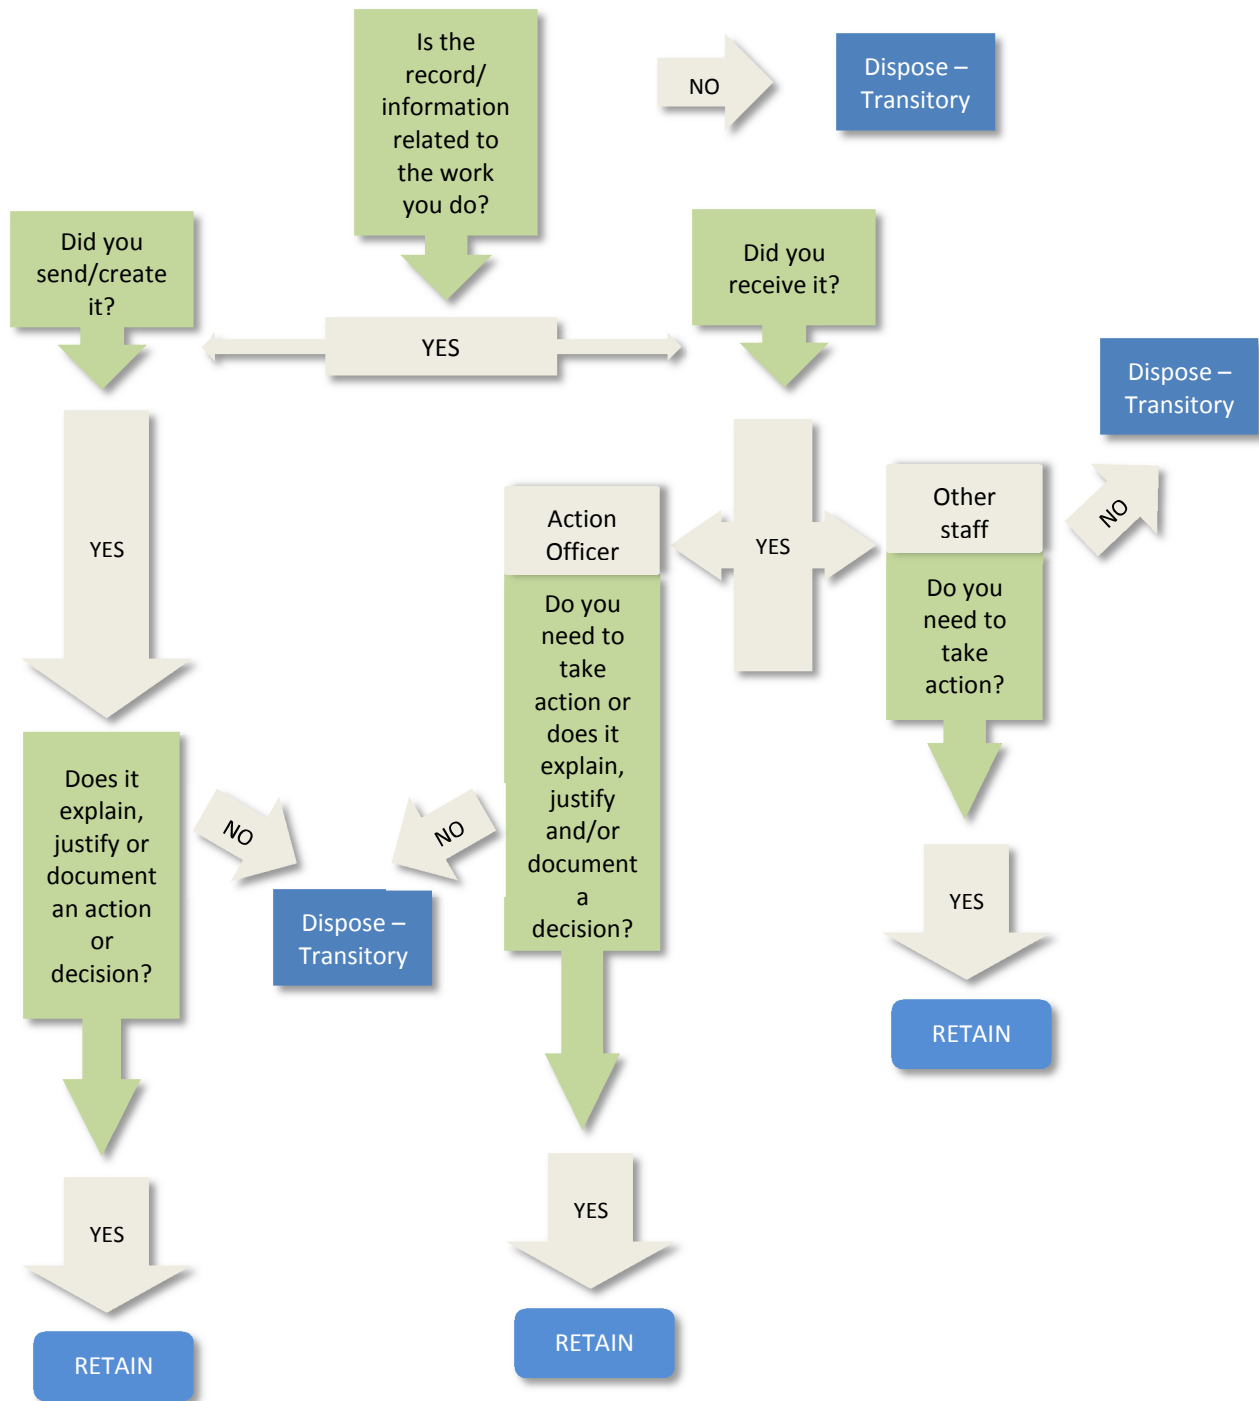 Is the
record/
information
related to
the work
you do?
NO
Dispose –
Transitory
Did you
send/create
it?
YES
Did you
receive it?
Dispose –
Transitory
YES
Action
Officer
YES
Other
staff
NO
Do you
need to
take
action or
does it
explain,
justify
and/or
document
a
decision?
Do you
need to
take
action?
Does it
explain,
justify or
document
an action
or
decision?
NO
NO
Dispose –
Transitory
YES
RETAIN
YES
YES
RETAIN
RETAIN